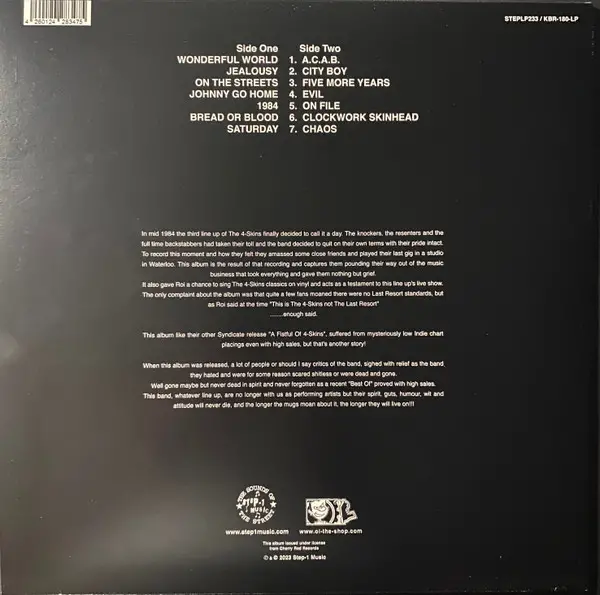 4 260124 283475
STEPLP233 / KBR-180-LP
Side One Side Two
WONDERFUL WORLD 1. A.C.A.B.
JEALOUSY 2. CITY BOY
ON THE STREETS 3. FIVE MORE YEARS
JOHNNY GO HOME 4. EVIL
1984 5. ON FILE
BREAD OR BLOOD 6. CLOCKWORK SKINHEAD
SATURDAY 7. CHAOS
In mid 1984 the third line up of The 4-Skins finally decided to call it a day. The knockers, the resenters and the
full time backstabbers had taken their toll and the band decided to quit on their own terms with their pride intact.
To record this moment and how they felt they amassed some close friends and played their last gig in a studio
in Waterloo. This album is the result of that recording and captures them pounding their way out of the music
business that took everything and gave them nothing but grief.
It also gave Roi a chance to sing The 4-Skins classics on vinyl and acts as a testament to this line up's live show.
The only complaint about the album was that quite a few fans moaned there were no Last Resort standards, but
as Roi said at the time "This is The 4-Skins not The Last Resort"
........enough said.
This album like their other Syndicate release "A Fistful Of 4-Skins", suffered from mysteriously low Indie chart
placings even with high sales, but that's another story!
When this album was released, a lot of people or should I say critics of the band, sighed with relief as the band
they hated and were for some reason scared shitless or were dead and gone.
Well gone maybe but never dead in spirit and never forgotten as a recent "Best Of" proved with high sales.
This band, whatever line up, are no longer with us as performing artists but their spirit, guts, humour, wit and
attitude will never die, and the longer the mugs moan about it, the longer they will live on!!!
THE SOUNDS OF
STEP-1
MUSIC
THE STREET
www.step1music.com www.oi-the-shop.com
This album issued under license
from Cherry Red Records
℗ & © 2023 Step-1 Music